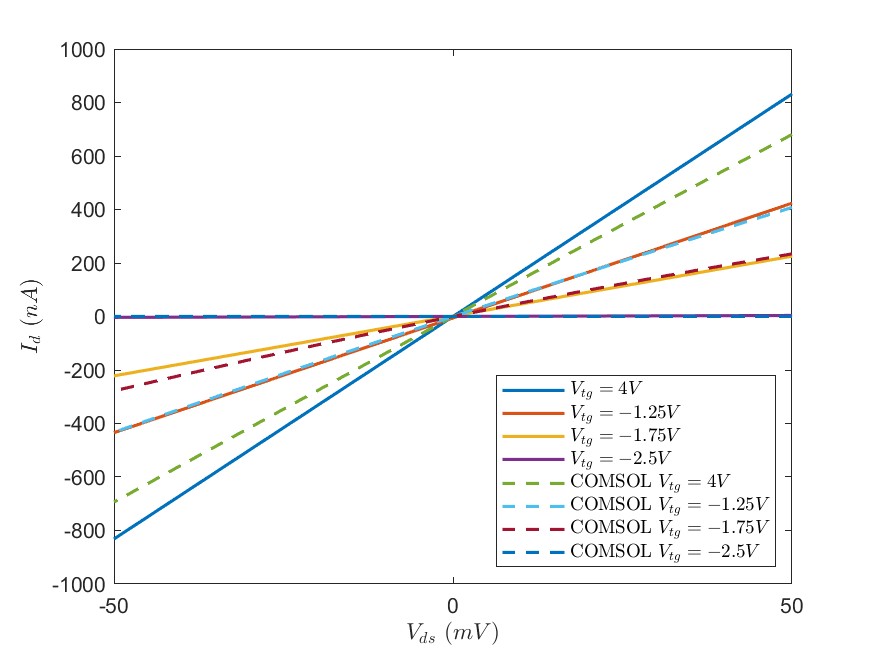 1000
800
600
400
200
0
-200
-400
-600
-800
-1000
I_d (nA)
-50
0
50
V_ds (mV)
V_tg = 4V
V_tg = −1.25V
V_tg = −1.75V
V_tg = −2.5V
COMSOL V_tg = 4V
COMSOL V_tg = −1.25V
COMSOL V_tg = −1.75V
COMSOL V_tg = −2.5V